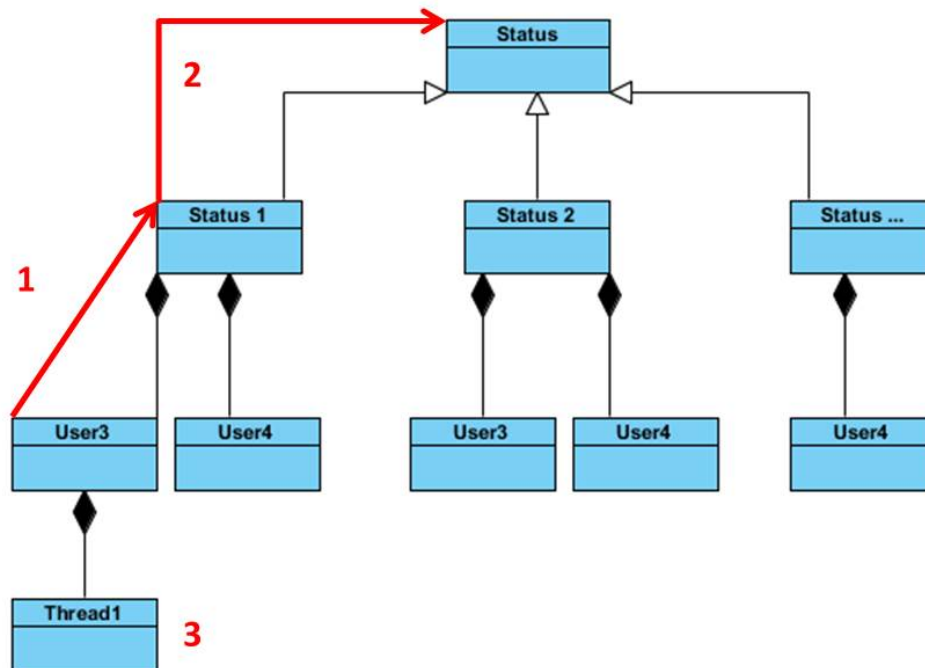 Status
2
Status 1
Status 2
Status ...
1
User3
User4
User3
User4
User4
Thread1
3